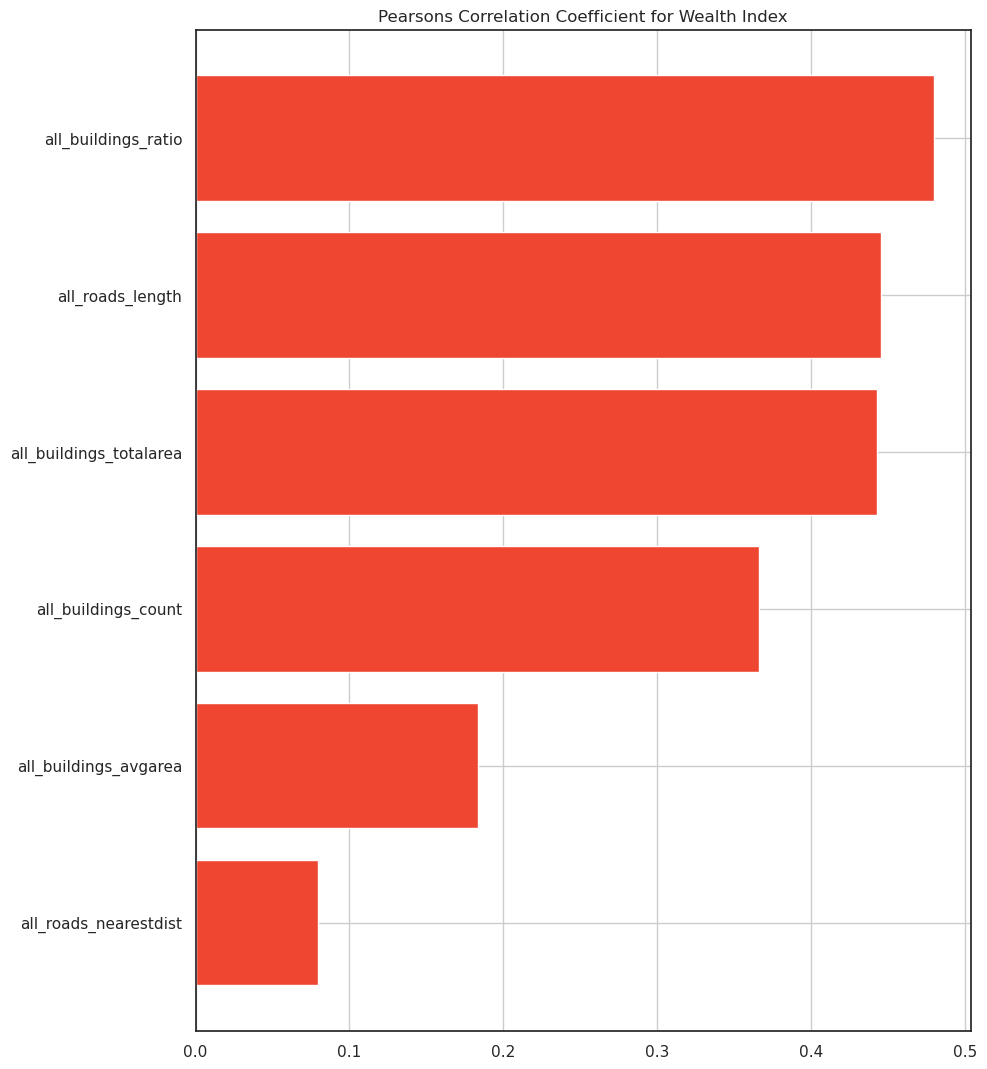 Pearsons Correlation Coefficient for Wealth Index
all_buildings_ratio
all_roads_length
all_buildings_totalarea
all_buildings_count
all_buildings_avgarea
all_roads_nearestdist
0.0 0.1 0.2 0.3 0.4 0.5